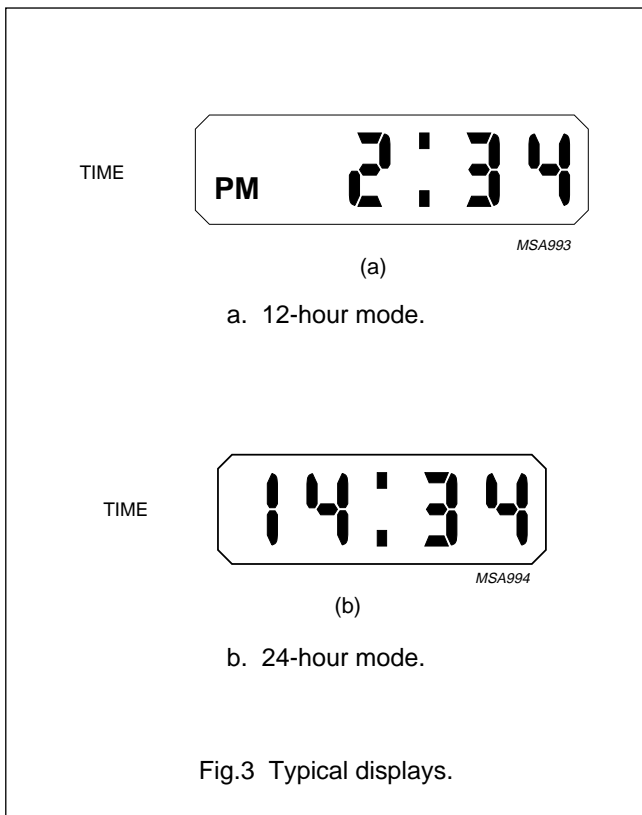 TIME
PM 2:34
MSA993
(a)
a. 12-hour mode.
TIME
14:34
MSA994
(b)
b. 24-hour mode.
Fig.3 Typical displays.